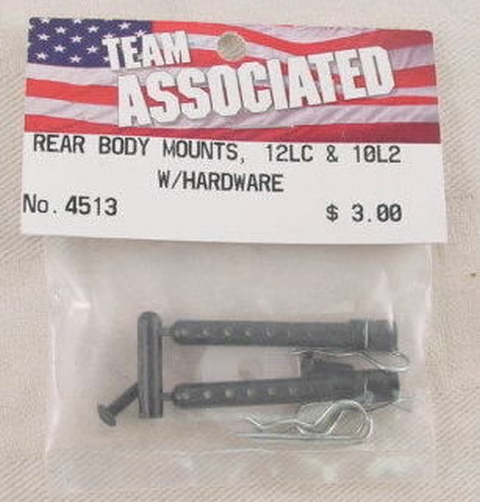 TEAM
ASSOCIATED
REAR BODY MOUNTS, 12LC & 10L2
W/HARDWARE
No. 4513 $ 3.00